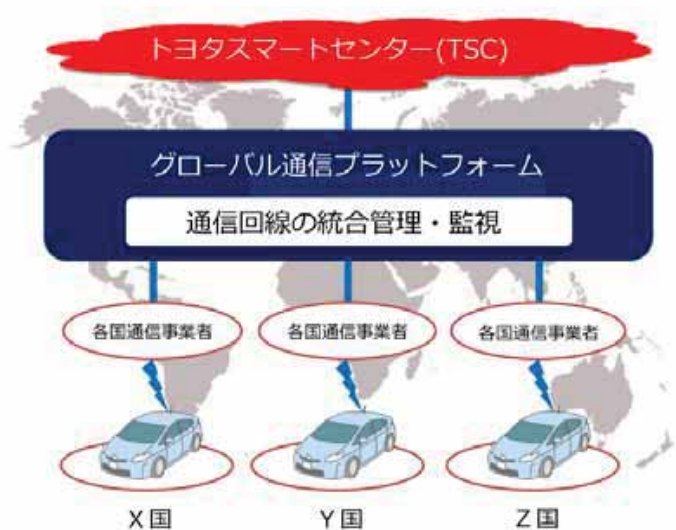 トヨタスマートセンター(TSC)
グローバル通信プラットフォーム
通信回線の統合管理・監視
各国通信事業者
各国通信事業者
各国通信事業者
X国
Y国
Z国